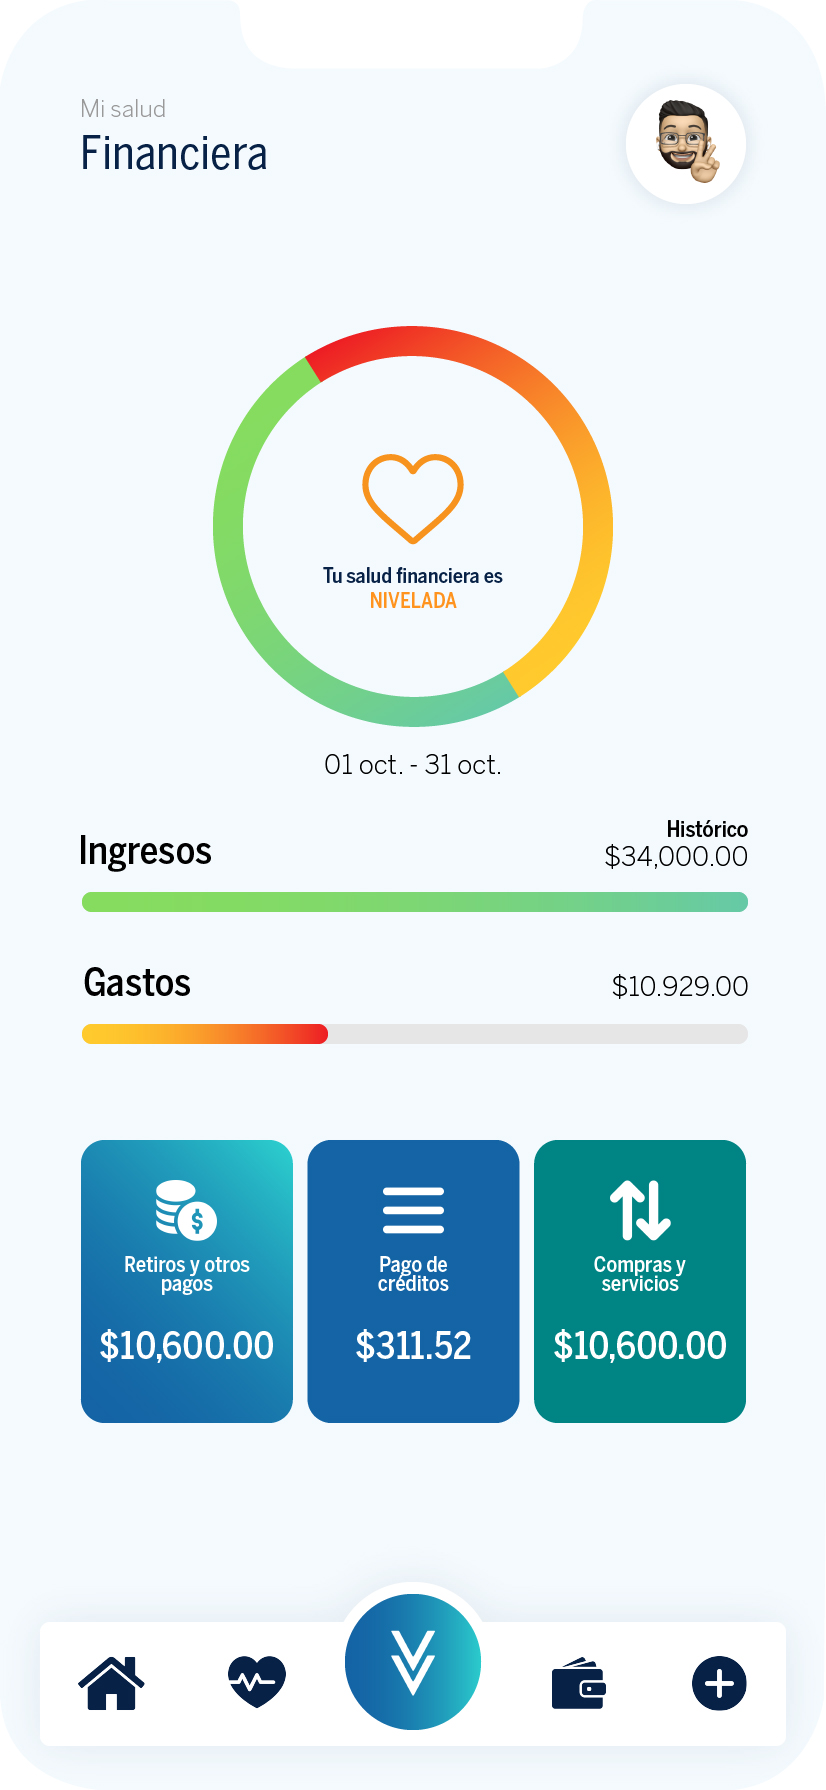 Mi salud
Financiera
Tu salud financiera es
NIVELADA
01 oct. - 31 oct.
Histórico
Ingresos
$34,000.00
Gastos
$10.929.00
Retiros y otros
pagos
$10,600.00
Pago de
créditos
$311.52
Compras y
servicios
$10,600.00